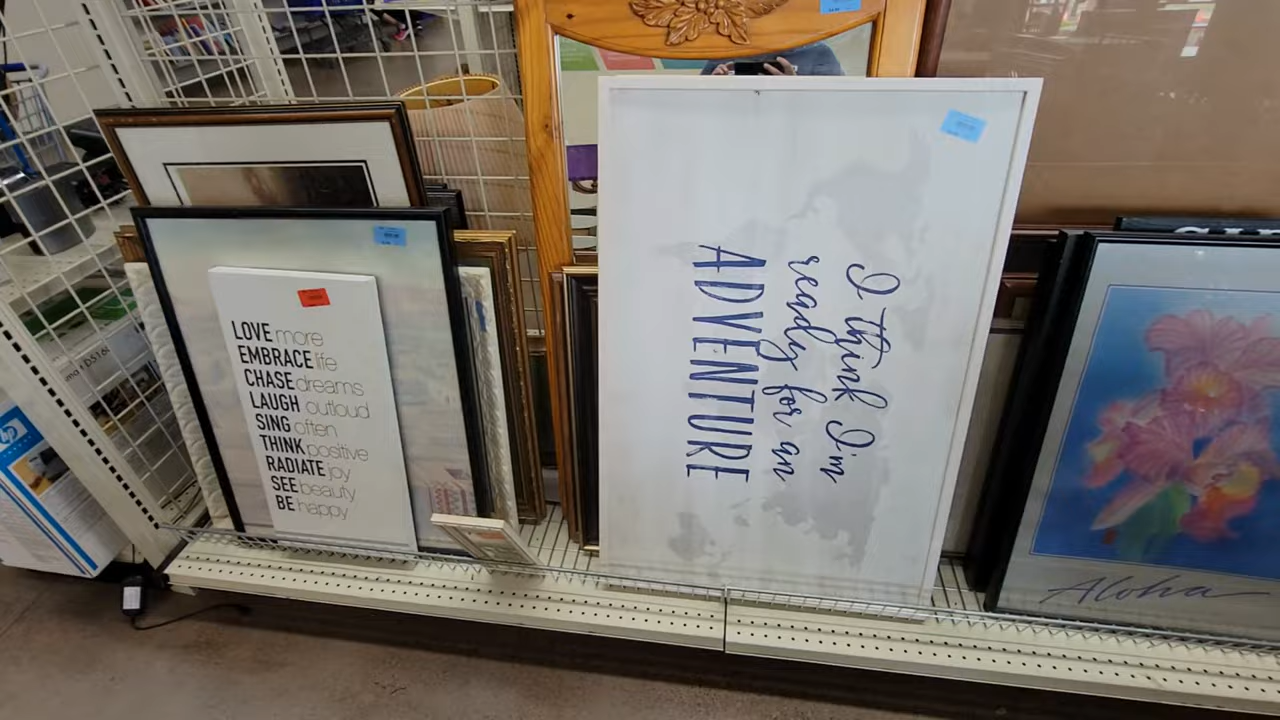 LOVE more
EMBRACE life
CHASE dreams
LAUGH outloud
SING often
THINK positive
RADIATE joy
SEE beauty
BE happy
I think I'm
ready for an
ADVENTURE
Aloha
hp